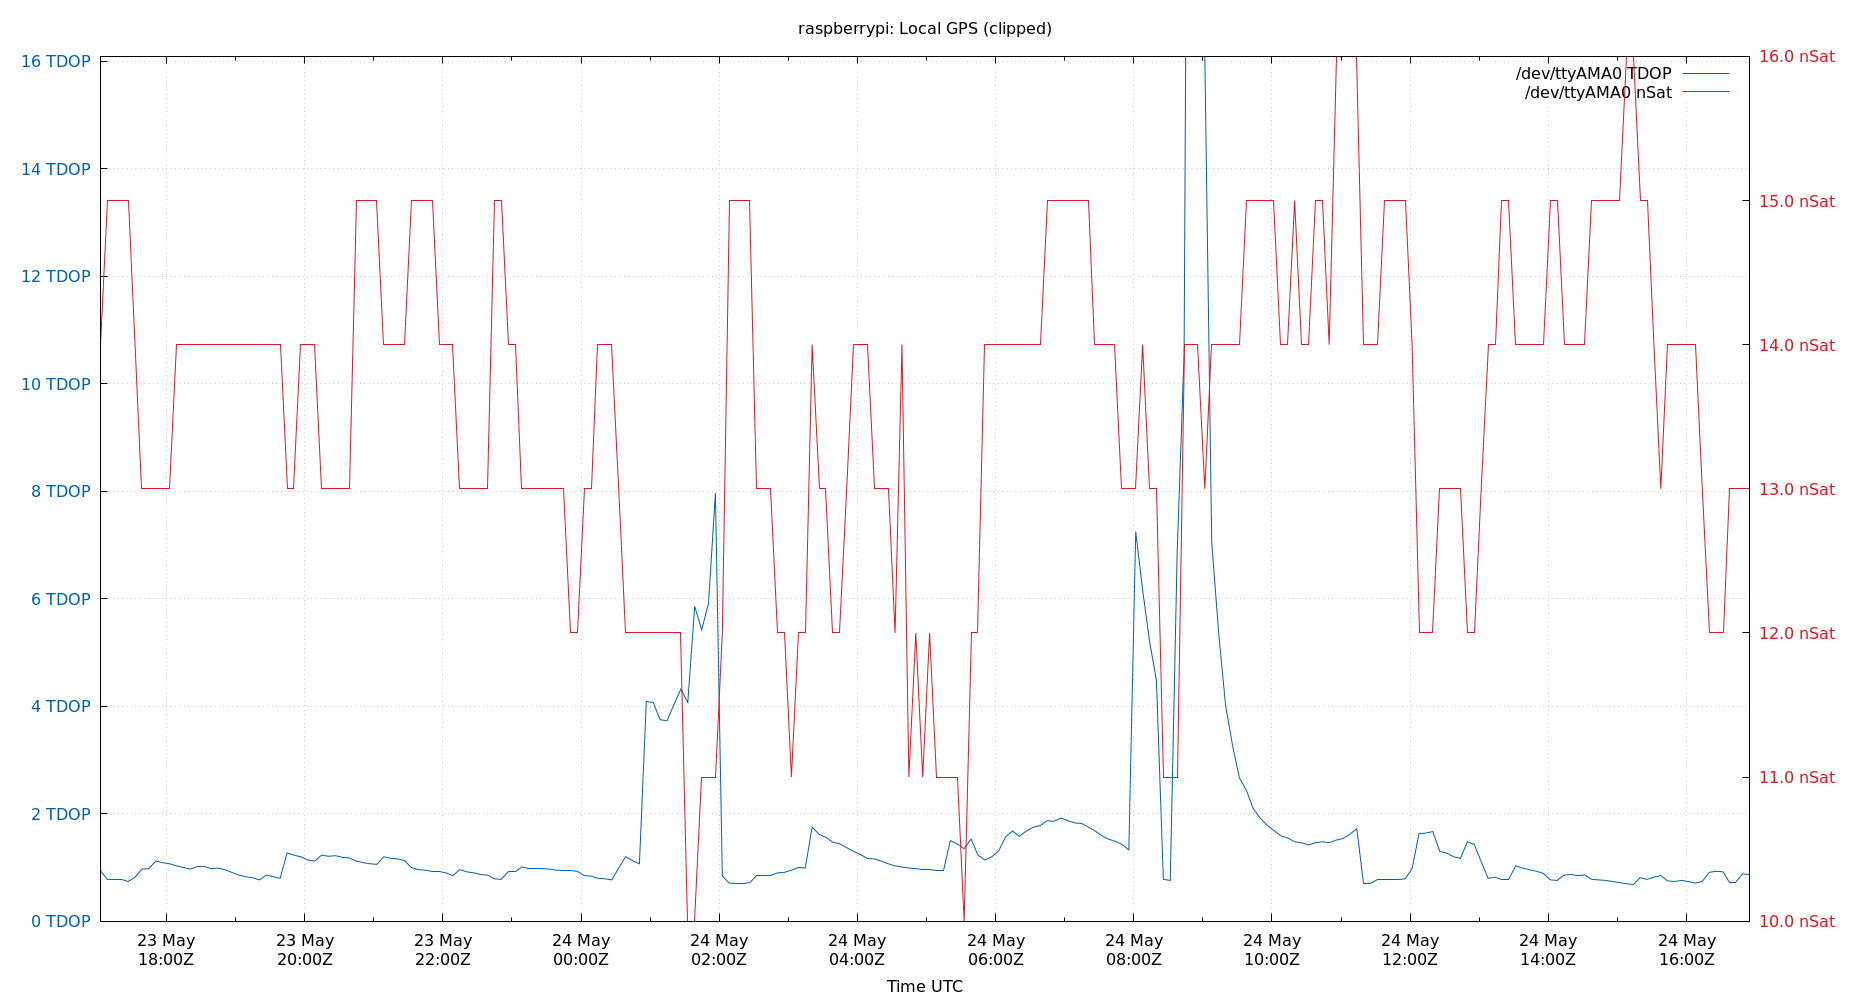 raspberrypi: Local GPS (clipped)
16 TDOP
14 TDOP
12 TDOP
10 TDOP
8 TDOP
6 TDOP
4 TDOP
2 TDOP
0 TDOP
/dev/ttyAMA0 TDOP
/dev/ttyAMA0 nSat
16.0 nSat
15.0 nSat
14.0 nSat
13.0 nSat
12.0 nSat
11.0 nSat
10.0 nSat
23 May
18:00Z
23 May
20:00Z
23 May
22:00Z
24 May
00:00Z
24 May
02:00Z
24 May
04:00Z
24 May
06:00Z
24 May
08:00Z
24 May
10:00Z
24 May
12:00Z
24 May
14:00Z
24 May
16:00Z
Time UTC